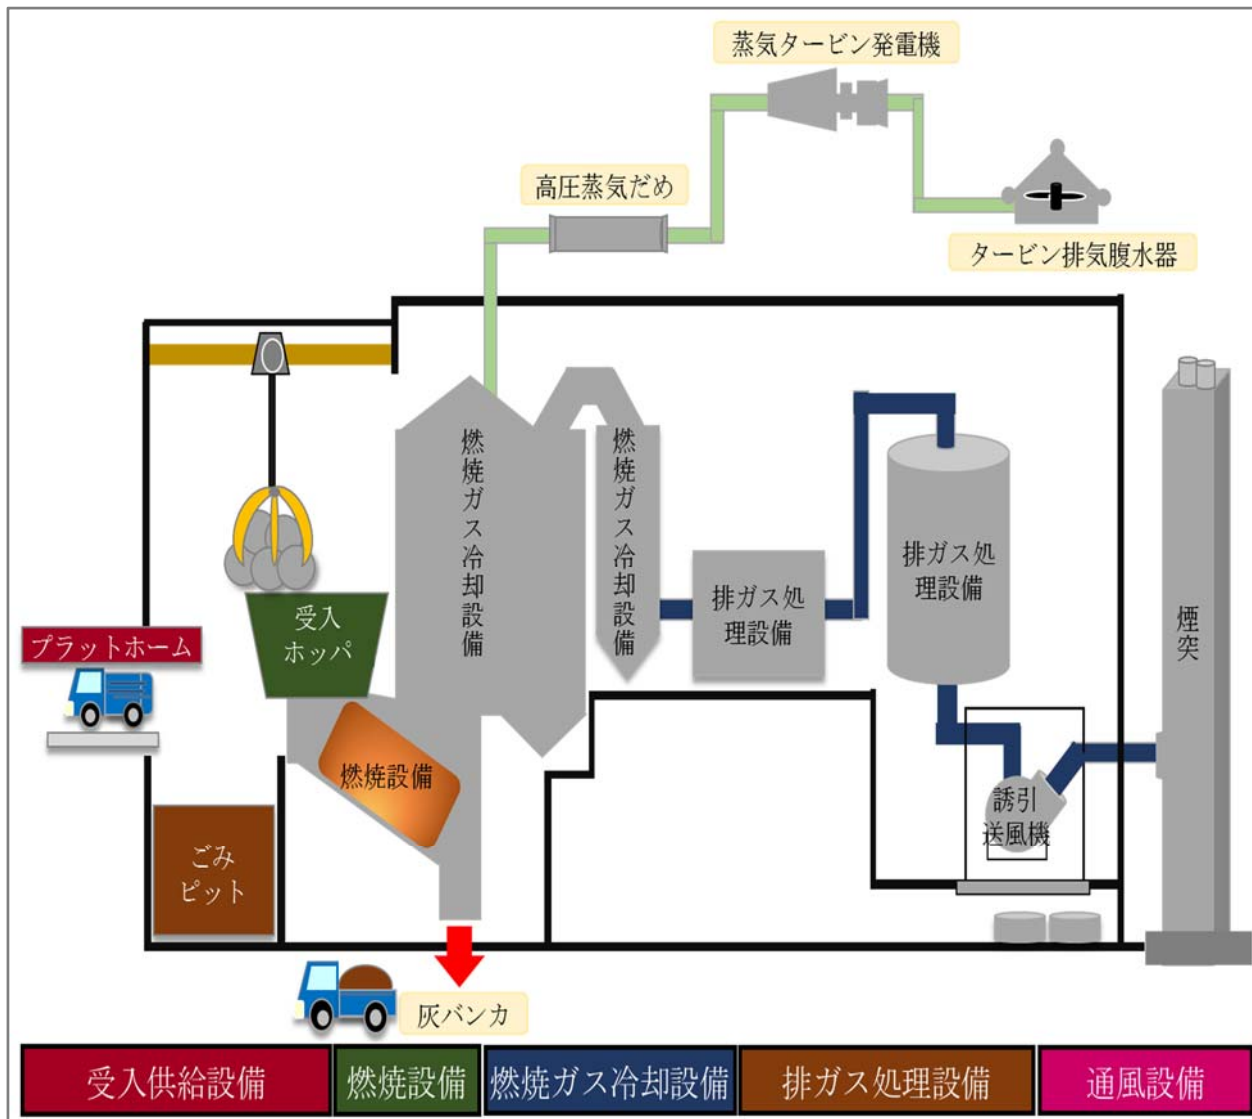 蒸気タービン発電機
高圧蒸気だめ
タービン排気腹水器
燃焼ガス冷却設備
燃焼ガス冷却設備
排ガス処
理設備
排ガス処
理設備
煙突
受入
ホッパ
プラットホーム
燃焼設備
誘引
送風機
ごみ
ピット
灰バンカ
受入供給設備
燃焼設備
燃焼ガス冷却設備
排ガス処理設備
通風設備